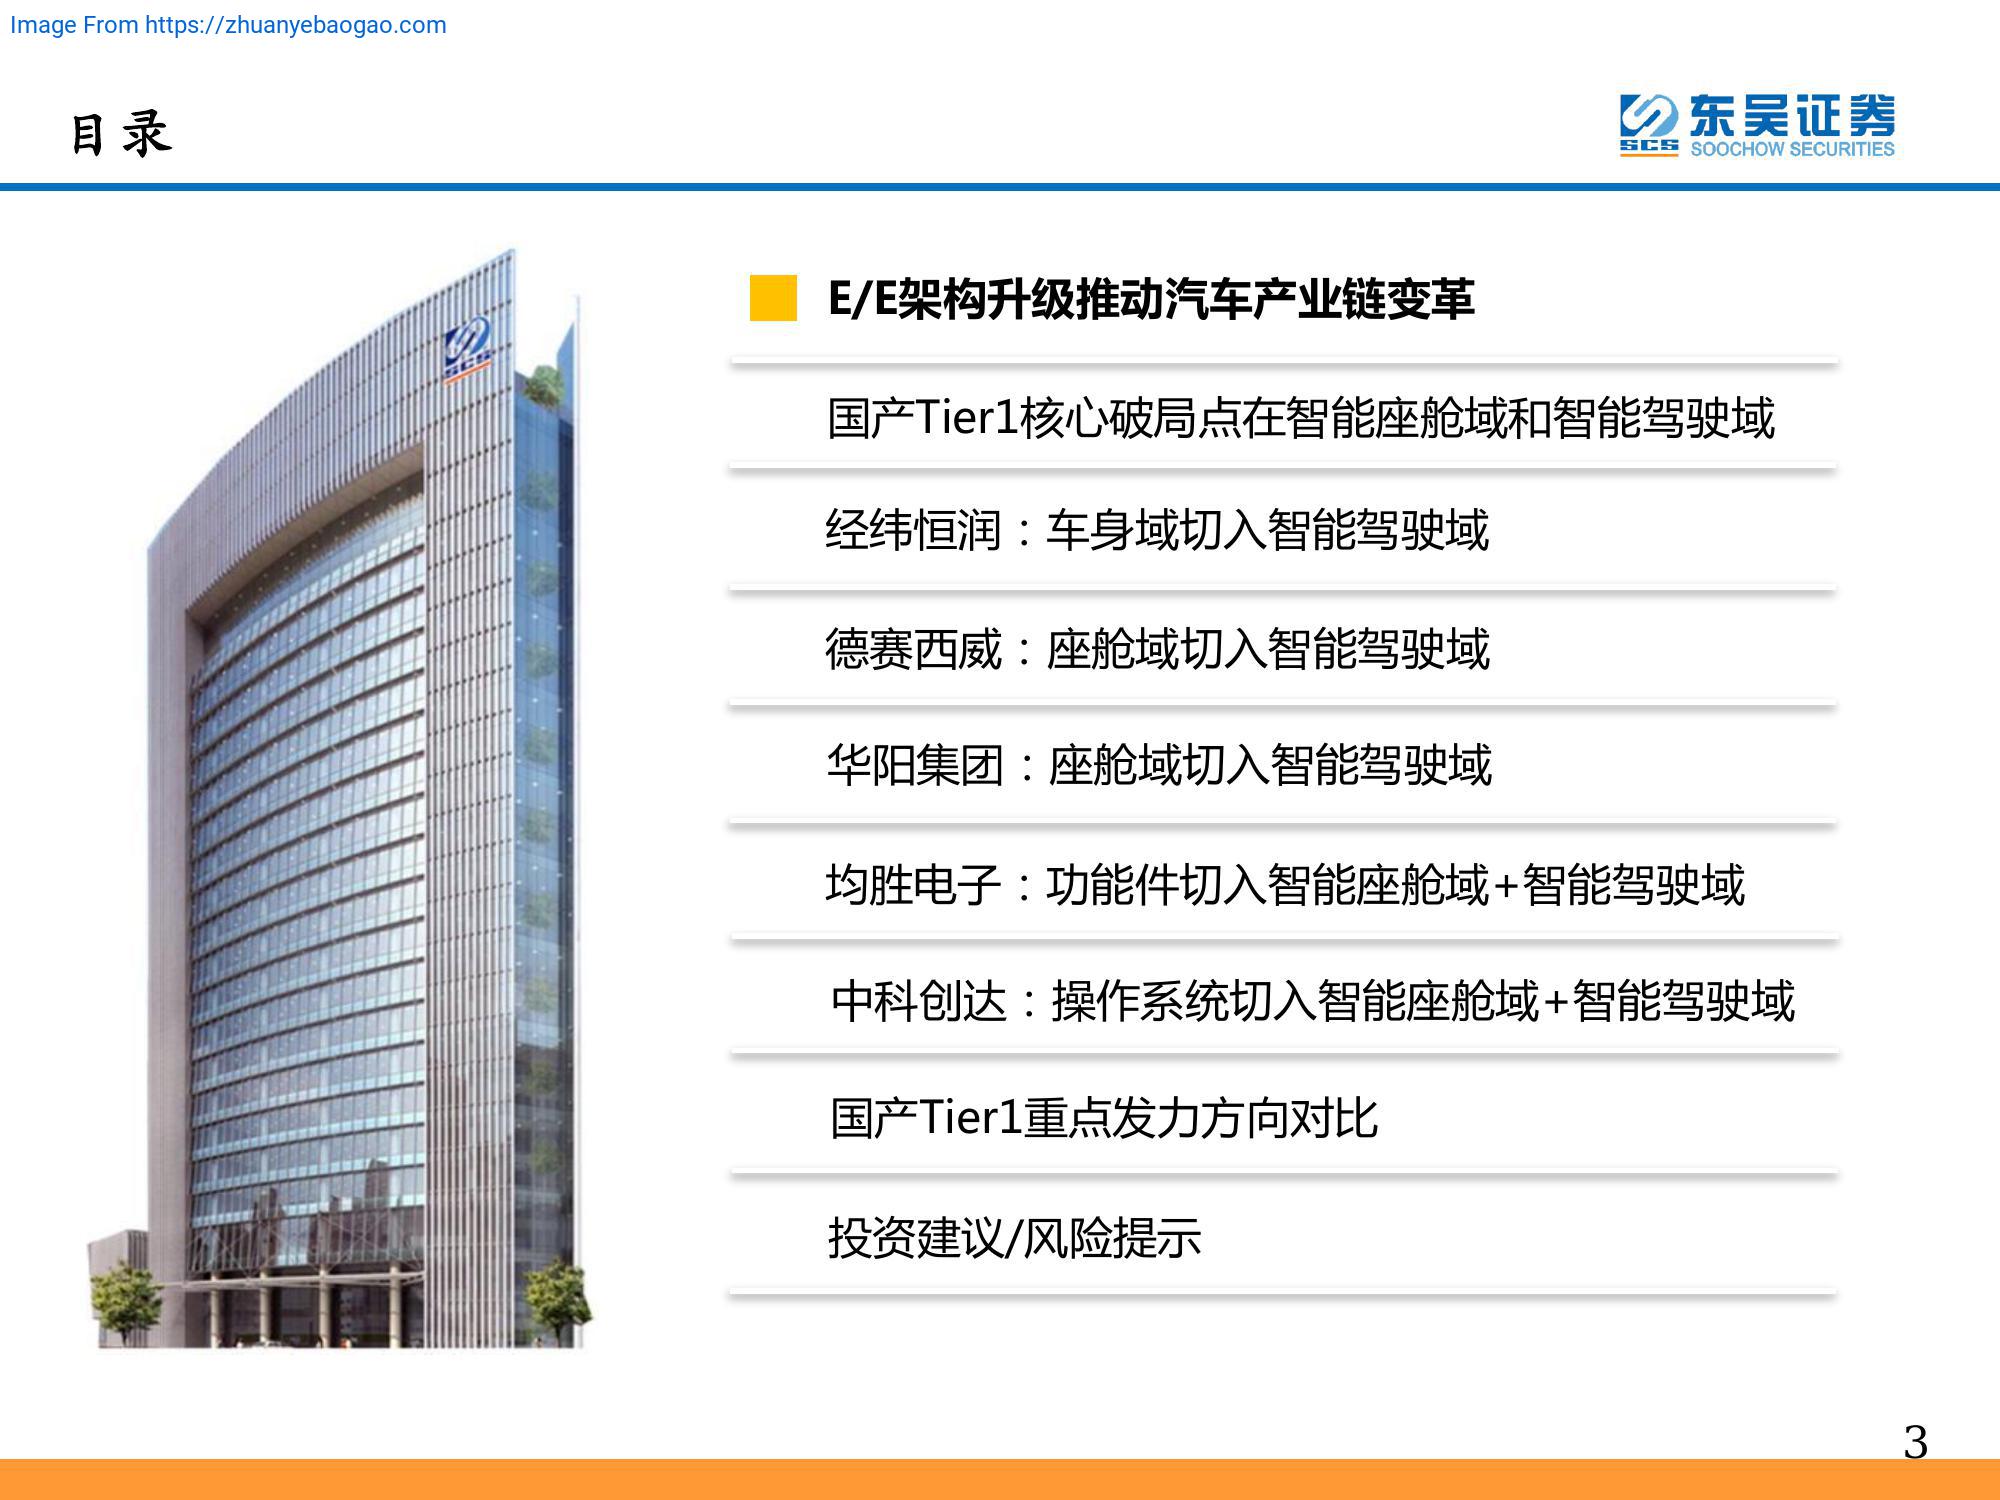 Image From https://zhuanyebaogao.com
目录
东吴证券
SCS
SOOCHOW SECURITIES
E/E架构升级推动汽车产业链变革
SCS
国产Tier1核心破局点在智能座舱域和智能驾驶域
经纬恒润：车身域切入智能驾驶域
德赛西威：座舱域切入智能驾驶域
华阳集团：座舱域切入智能驾驶域
均胜电子：功能件切入智能座舱域+智能驾驶域
中科创达：操作系统切入智能座舱域+智能驾驶域
国产Tier1重点发力方向对比
投资建议/风险提示
3